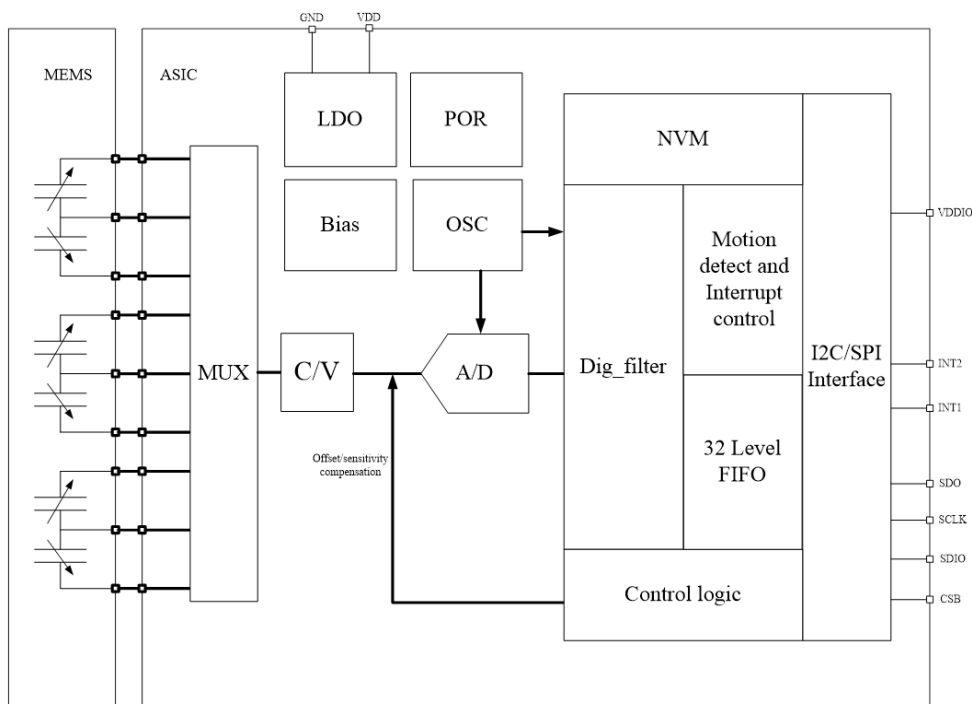 GND
VDD
MEMS
ASIC
LDO
POR
NVM
Bias
OSC
VDDIO
Motion
detect and
Interrupt
control
I2C/SPI
Interface
MUX
C/V
A/D
Dig_filter
INT2
INT1
Offset/sensitivity
compensation
32 Level
FIFO
SDO
SCLK
SDIO
Control logic
CSB